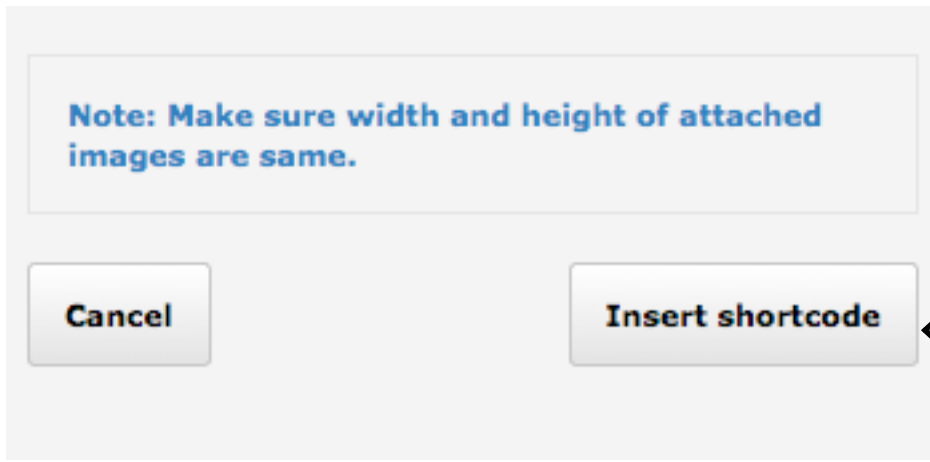 Note: Make sure width and height of attached
images are same.
Cancel
Insert shortcode